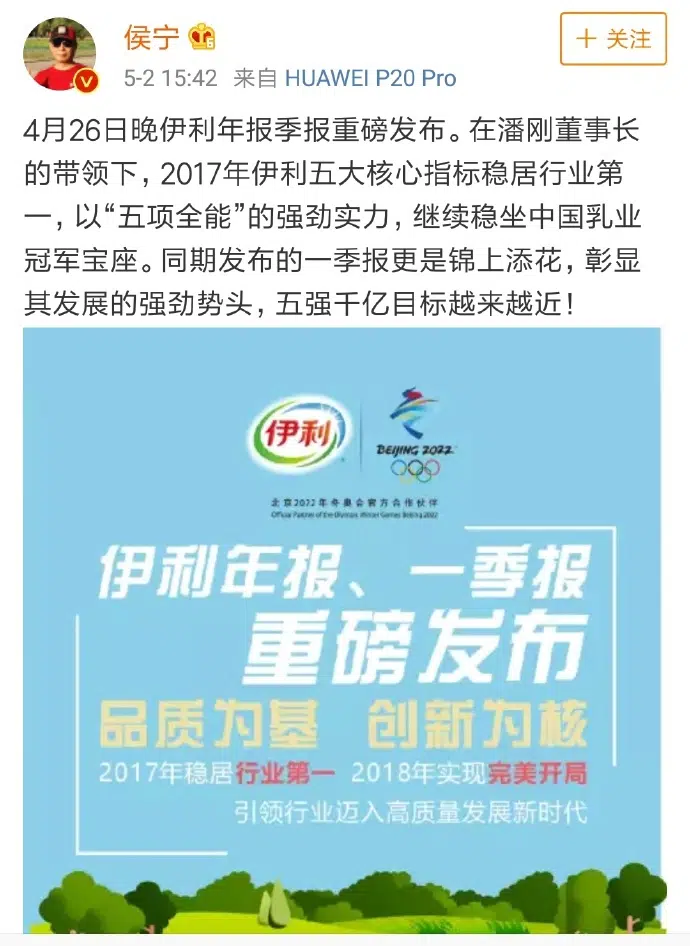 侯宁
+ 关注
5-2 15:42 来自 HUAWEI P20 Pro
4月26日晚伊利年报季报重磅发布。在潘刚董事长
的带领下，2017年伊利五大核心指标稳居行业第
一，以“五项全能”的强劲实力，继续稳坐中国乳业
冠军宝座。同期发布的一季报更是锦上添花，彰显
其发展的强劲势头，五强千亿目标越来越近！
伊利
BEIJING 2022
北京2022年冬奥会官方合作伙伴
Official Partner of the Olympic Winter Games Beijing 2022
伊利年报、一季报
重磅发布
品质为基 创新为核
2017年稳居行业第一 2018年实现完美开局
引领行业迈入高质量发展新时代